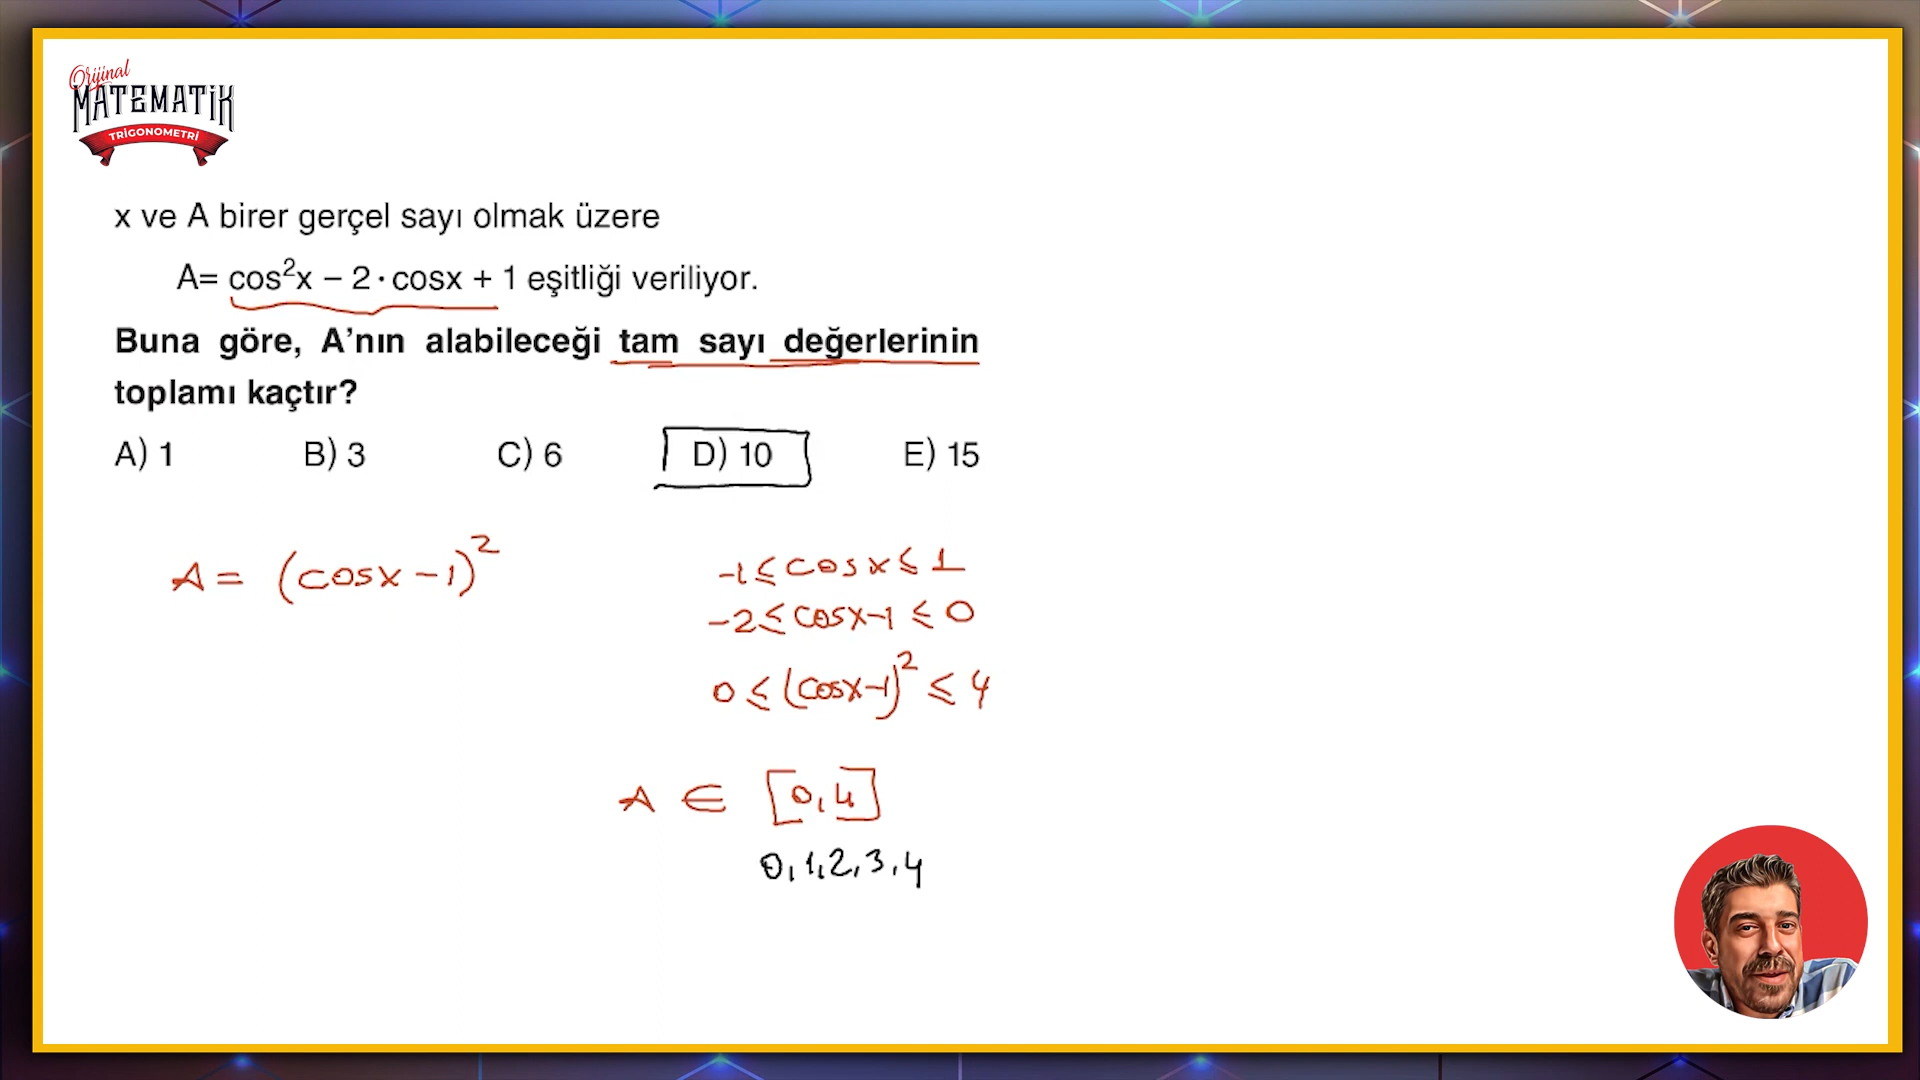 Orijinal
MATEMATİK
TRİGONOMETRİ
x ve A birer gerçel sayı olmak üzere
A= cos²x – 2 · cosx + 1 eşitliği veriliyor.
Buna göre, A’nın alabileceği tam sayı değerlerinin
toplamı kaçtır?
A) 1 B) 3 C) 6 D) 10 E) 15
A = (cosx – 1)²
-1 ≤ cosx ≤ 1
-2 ≤ cosx-1 ≤ 0
0 ≤ (cosx-1)² ≤ 4
A ∈ [0,4]
0,1,2,3,4